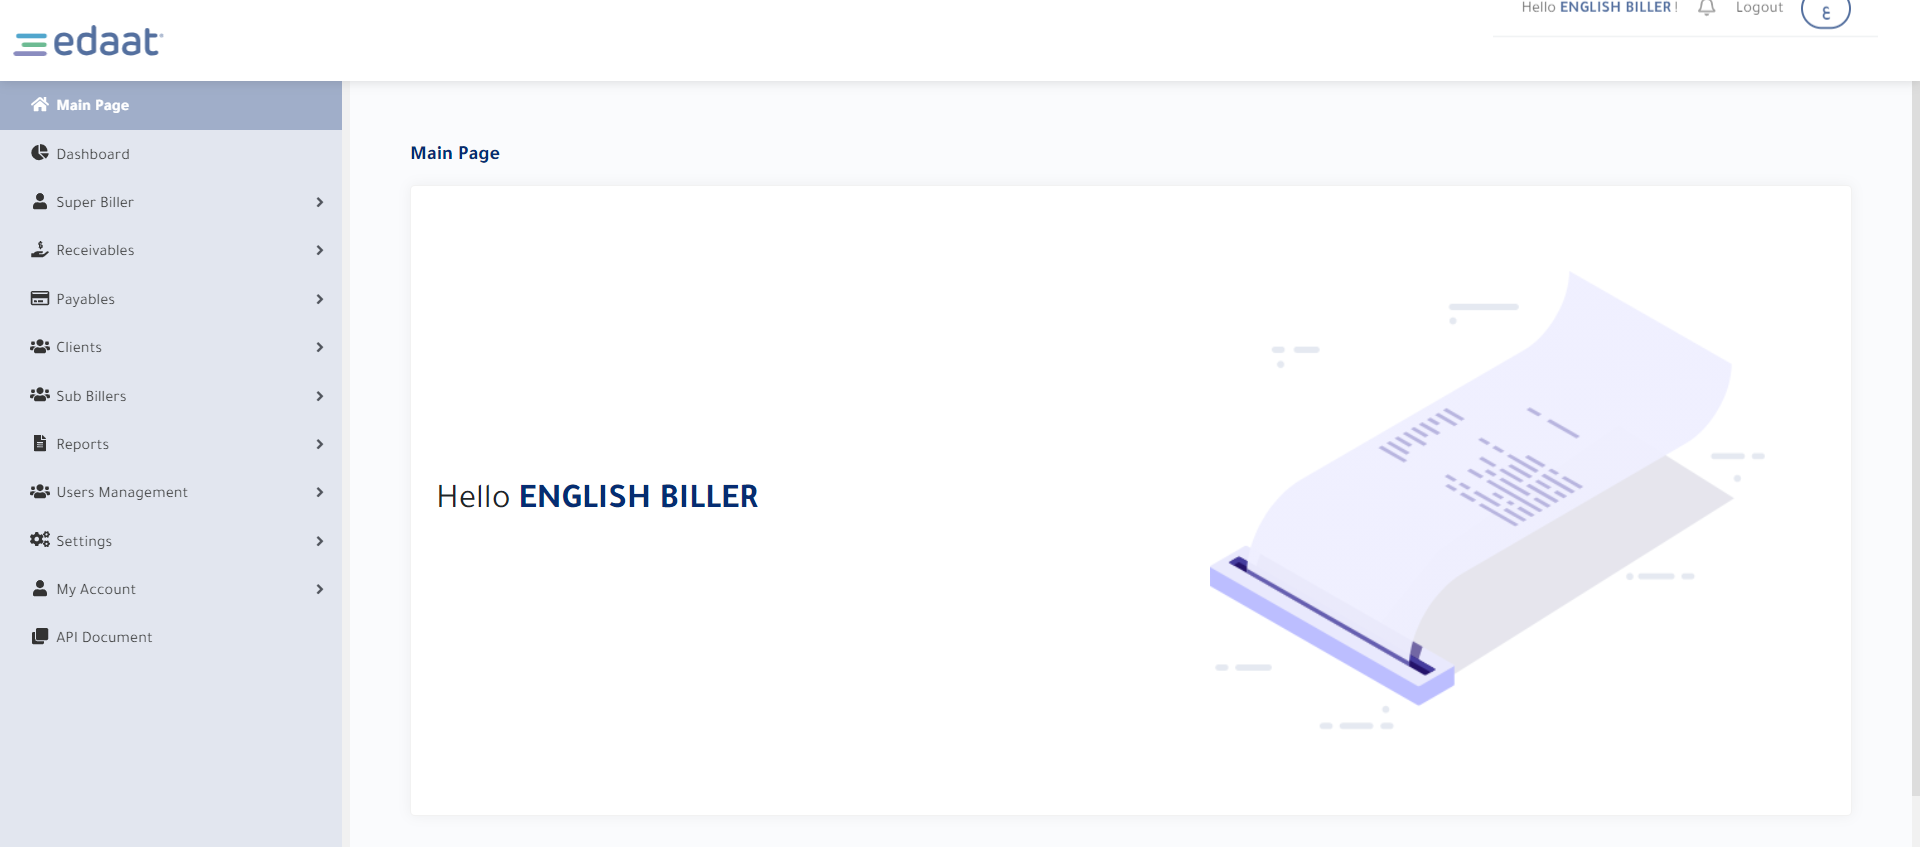 Hello ENGLISH BILLER !
Logout
ع
edaat
Main Page
Dashboard
Super Biller
Receivables
Payables
Clients
Sub Billers
Reports
Users Management
Settings
My Account
API Document
Main Page
Hello ENGLISH BILLER